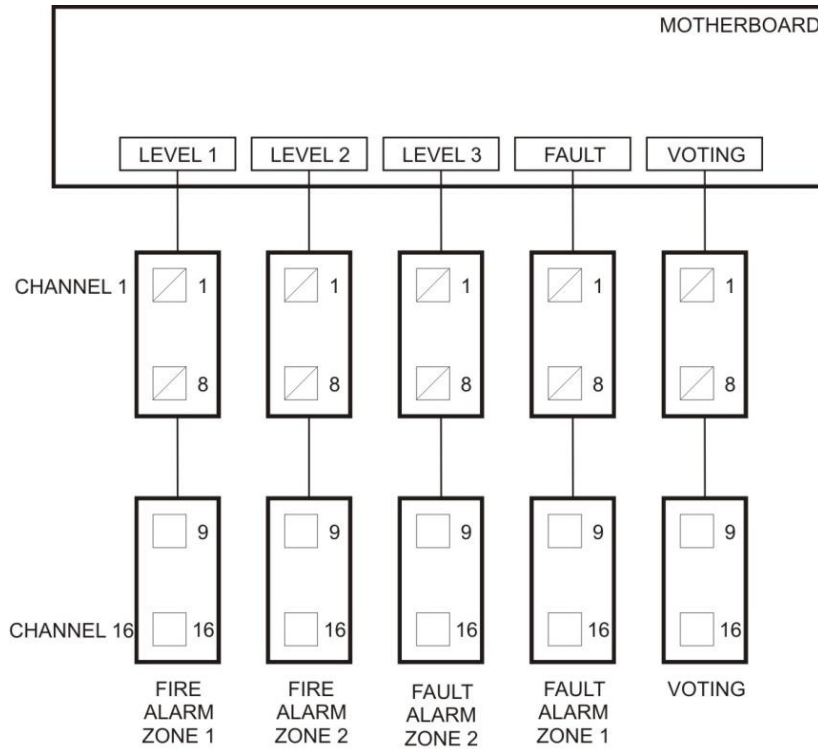 MOTHERBOARD
LEVEL 1 LEVEL 2 LEVEL 3 FAULT VOTING
CHANNEL 1 1 1 1 1 1
8 8 8 8 8
9 9 9 9 9
CHANNEL 16 16 16 16 16 16
FIRE ALARM ZONE 1
FIRE ALARM ZONE 2
FAULT ALARM ZONE 2
FAULT ALARM ZONE 1
VOTING